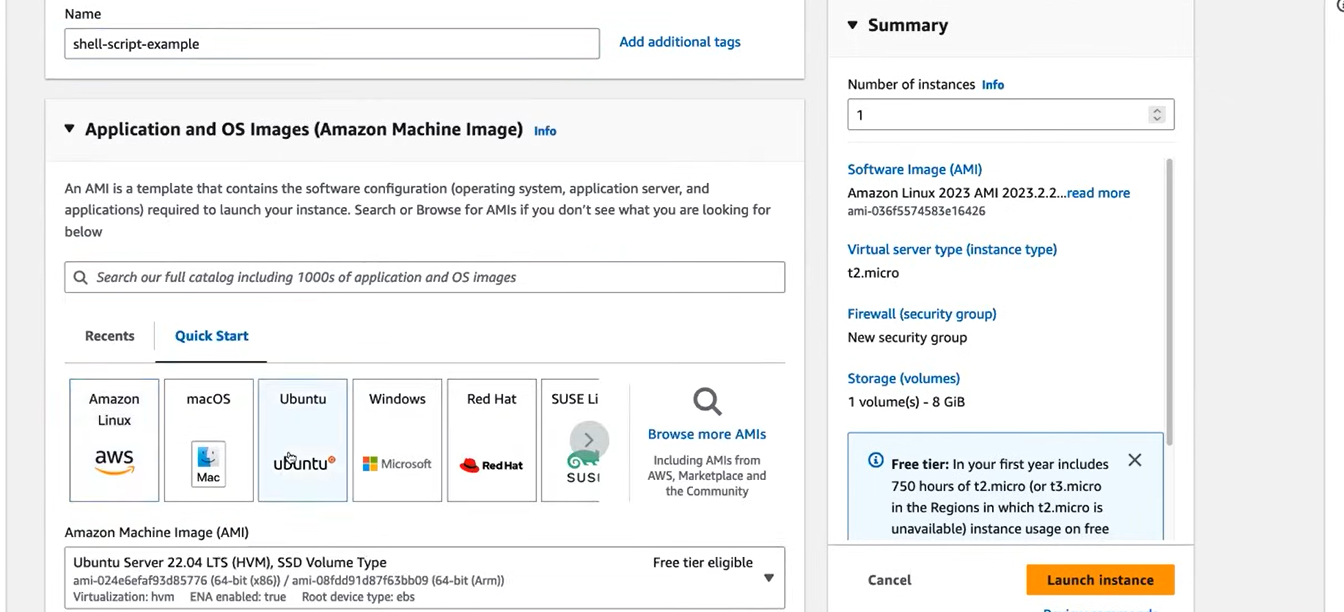 Name
shell-script-example
Add additional tags
Application and OS Images (Amazon Machine Image) Info
An AMI is a template that contains the software configuration (operating system, application server, and
applications) required to launch your instance. Search or Browse for AMIs if you don't see what you are looking for
below
Search our full catalog including 1000s of application and OS images
Recents
Quick Start
Amazon
Linux
aws
macOS
Mac
Ubuntu
ubuntu
Windows
Microsoft
Red Hat
RedHat
SUSE Li
SUS
Browse more AMIs
Including AMIs from
AWS, Marketplace and
the Community
Amazon Machine Image (AMI)
Ubuntu Server 22.04 LTS (HVM), SSD Volume Type
Free tier eligible
ami-024e6efaf93d85776 (64-bit (x86)) / ami-08fdd91d87f63bb09 (64-bit (Arm))
Virtualization: hvm ENA enabled: true Root device type: ebs
Summary
Number of instances Info
1
Software Image (AMI)
Amazon Linux 2023 AMI 2023.2.2...read more
ami-036f5574583e16426
Virtual server type (instance type)
t2.micro
Firewall (security group)
New security group
Storage (volumes)
1 volume(s) - 8 GiB
Free tier: In your first year includes
750 hours of t2.micro (or t3.micro
in the Regions in which t2.micro is
unavailable) instance usage on free
Cancel
Launch instance